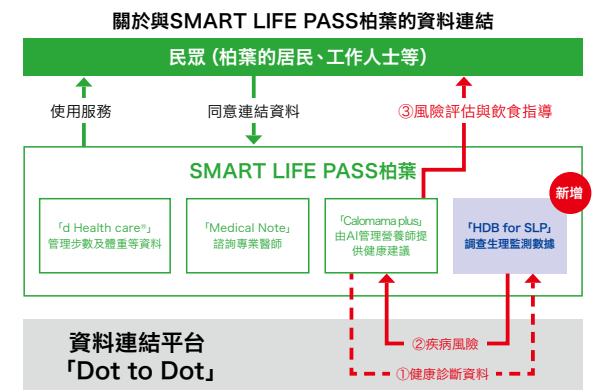 關於與SMART LIFE PASS柏葉的資料連結
民眾（柏葉的居民、工作人士等）
使用服務
同意連結資料
③風險評估與飲食指導
SMART LIFE PASS柏葉
新增
「d Health care®」
管理步數及體重等資料
「Medical Note」
諮詢專業醫師
「Calomama plus」
由AI管理營養師提
供健康建議
「HDB for SLP」
調查生理監測數據
資料連結平台
「Dot to Dot」
②疾病風險
①健康診斷資料